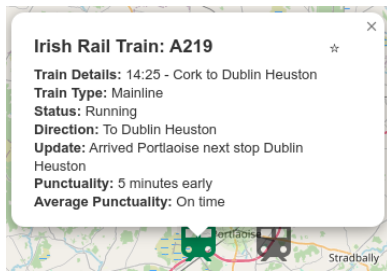 ×
Irish Rail Train: A219 ☆
Train Details: 14:25 - Cork to Dublin Heuston
Train Type: Mainline
Status: Running
Direction: To Dublin Heuston
Update: Arrived Portlaoise next stop Dublin
Heuston
Punctuality: 5 minutes early
Average Punctuality: On time
Portlaoise
Stradbally